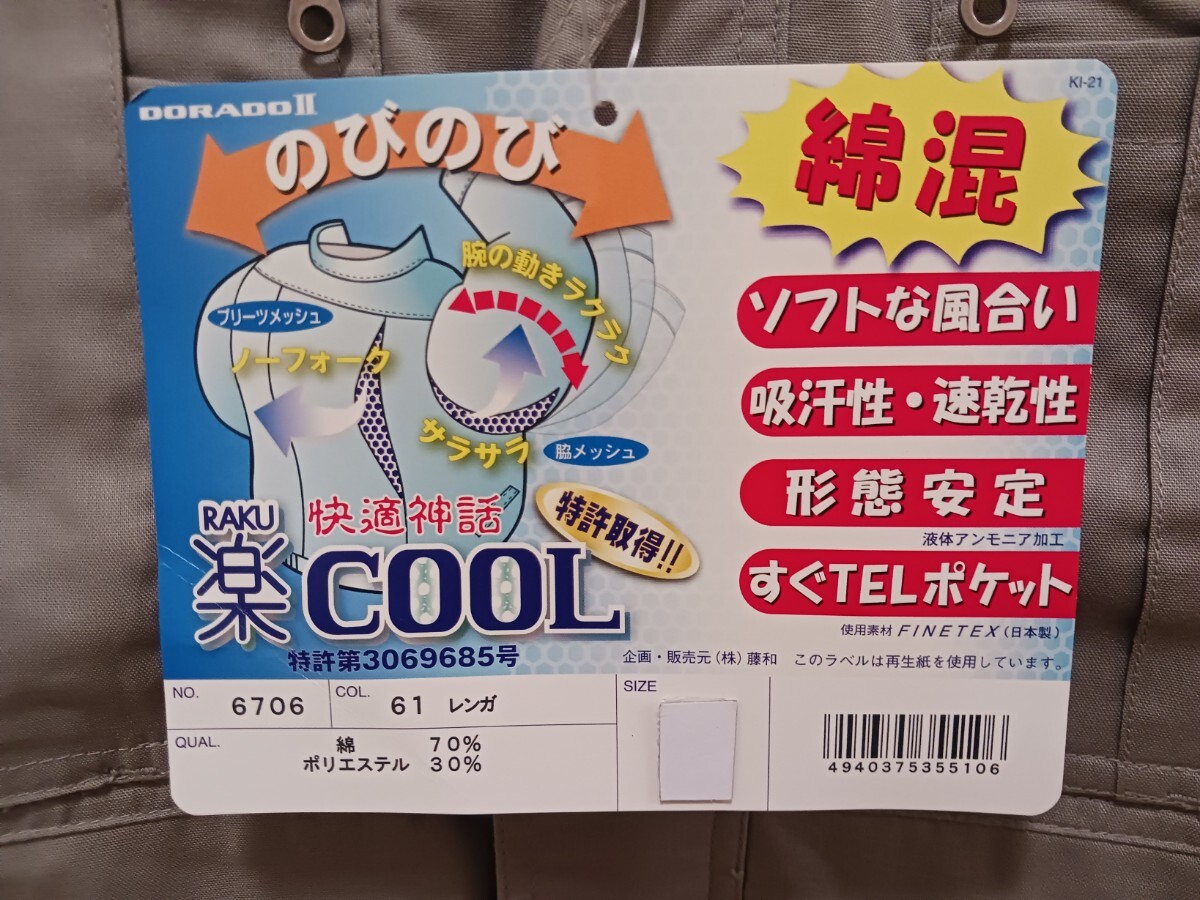 DORADOⅡ
のびのび
腕の動きラクラク
プリーツメッシュ
ノーフォーク
サラサラ
脇メッシュ
RAKU
楽
快適神話
COOL
特許取得!!
特許第3069685号
KI-21
綿混
ソフトな風合い
吸汗性・速乾性
形態安定
液体アンモニア加工
すぐTELポケット
使用素材 FINETEX(日本製)
企画・販売元(株)藤和 このラベルは再生紙を使用しています。
NO. 6706
COL. 61 レンガ
QUAL. 綿 70%
ポリエステル 30%
SIZE
4940375355106